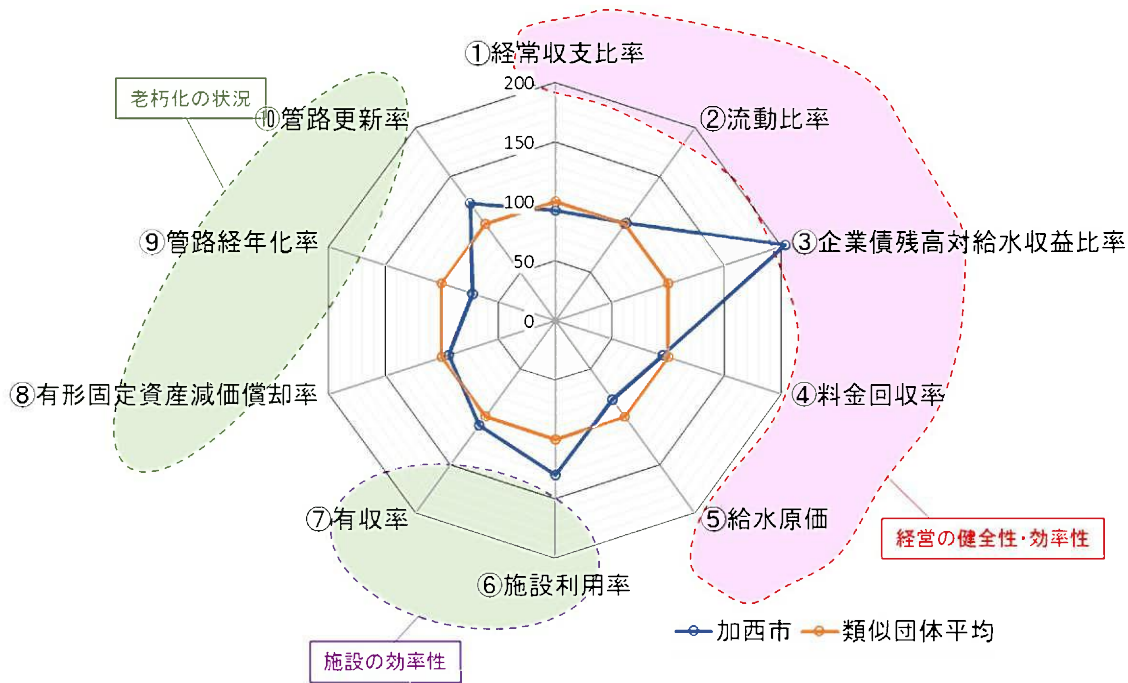 ①経常収支比率
200
老朽化の状況
⑩管路更新率
②流動比率
150
100
⑨管路経年化率
③企業債残高対給水収益比率
50
0
⑧有形固定資産減価償却率
④料金回収率
⑦有収率
⑤給水原価
経営の健全性・効率性
⑥施設利用率
加西市
類似団体平均
施設の効率性